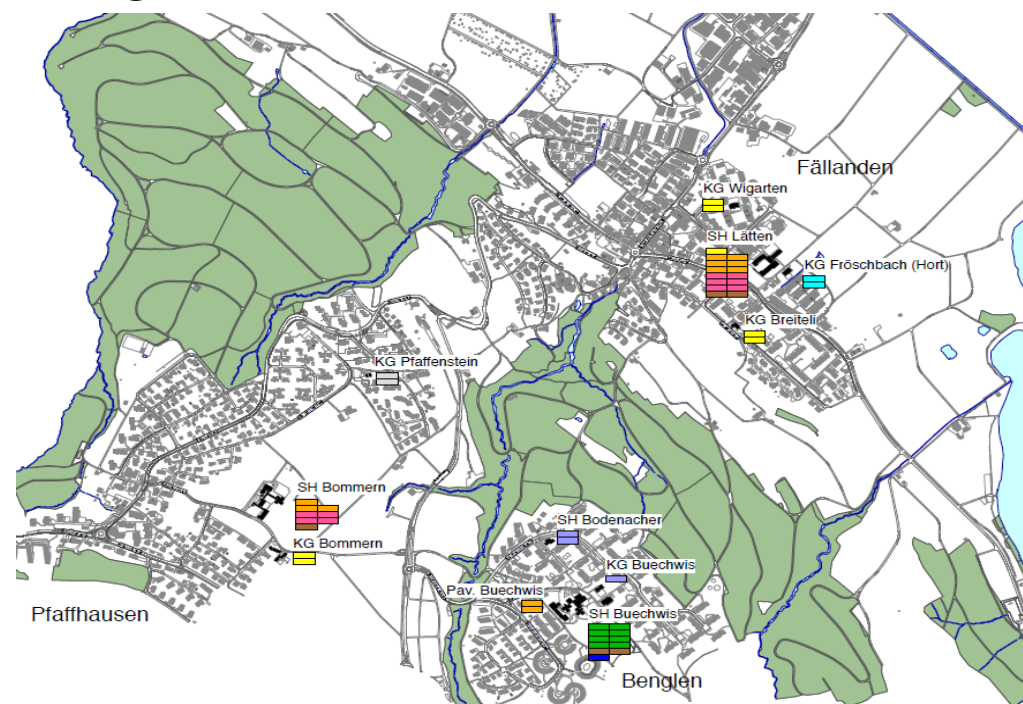 Fällanden
KG Wigarten
SH Lätten
KG Fröschbach (Hort)
KG Breiteli
KG Pfaffenstein
SH Bommern
KG Bommern
SH Bodenacher
KG Buechwis
Pav. Buechwis
SH Buechwis
Pfaffhausen
Benglen